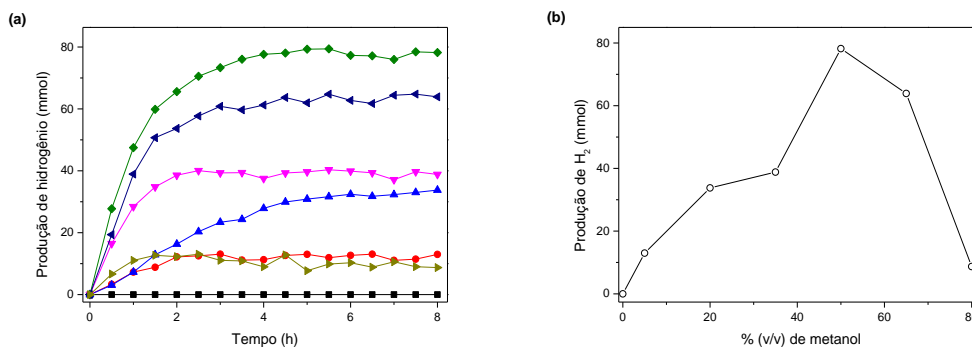 (a)
80
60
40
20
0
Produção de hidrogênio (mmol)
0 2 4 6 8
Tempo (h)
(b)
80
60
40
20
0
Produção de H₂ (mmol)
0 20 40 60 80
% (v/v) de metanol